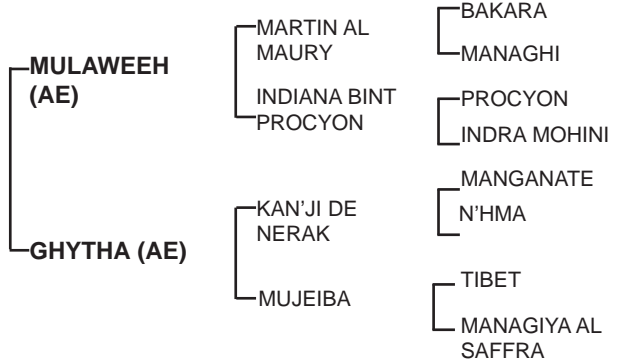 MULAWEEH
(AE)
GHYTHA (AE)
MARTIN AL
MAURY
INDIANA BINT
PROCYON
KAN'JI DE
NERAK
MUJEIBA
BAKARA
MANAGHI
PROCYON
INDRA MOHINI
MANGANATE
N'HMA
TIBET
MANAGIYA AL
SAFFRA